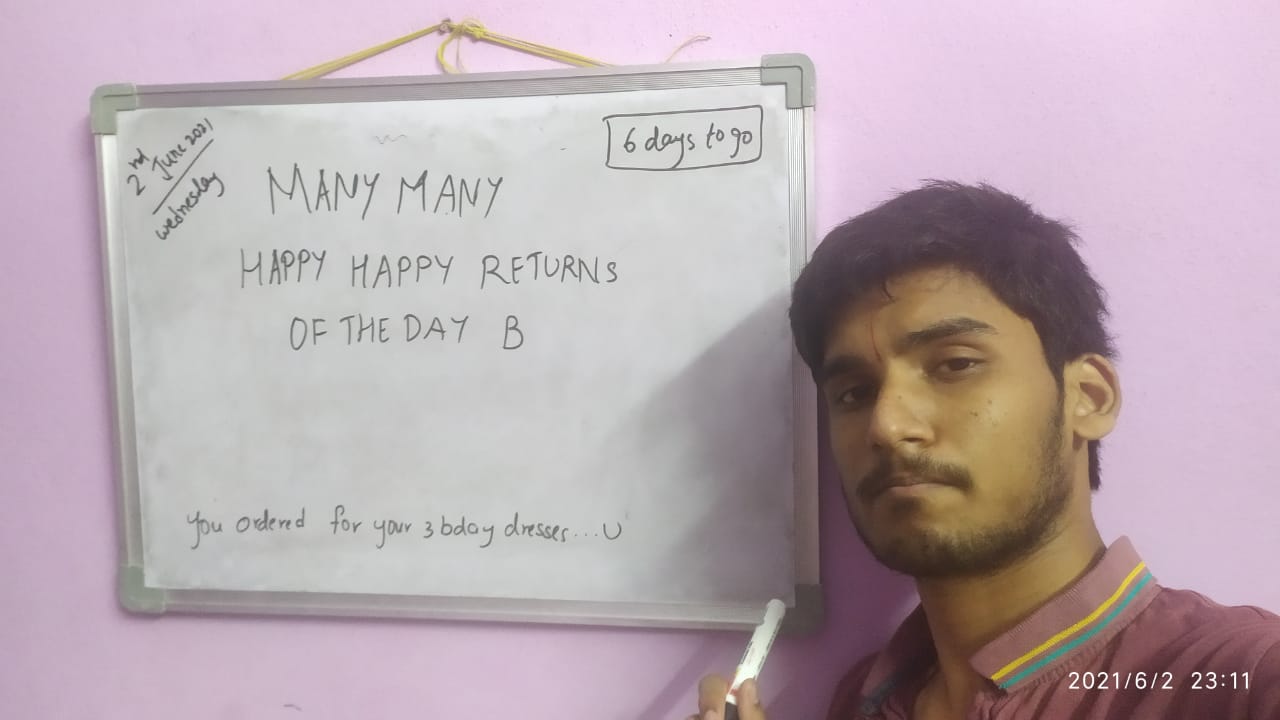 2nd June 2021
wednesday
6 days to go
MANY MANY
HAPPY HAPPY RETURNS
OF THE DAY B
you ordered for your 3 bday dresses...U
2021/6/2 23:11